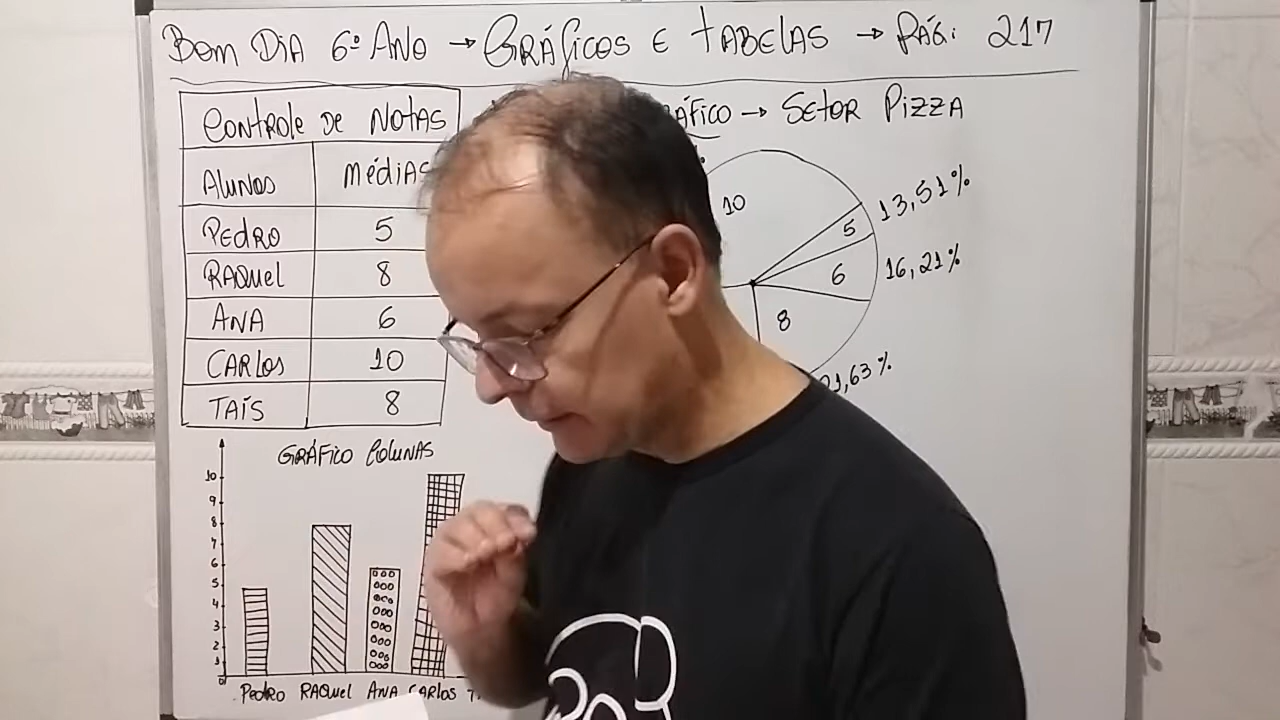 Bom Dia 6º Ano → Gráficos e tabelas → Pág: 217
Controle de Notas
Alunos Médias
Pedro 5
Raquel 8
Ana 6
Carlos 10
Taís 8
Setor Pizza
10
5
6
8
13,51%
16,21%
21,63%
Gráfico Colunas
10
9
8
7
6
5
4
3
2
1
0
Pedro Raquel Ana Carlos